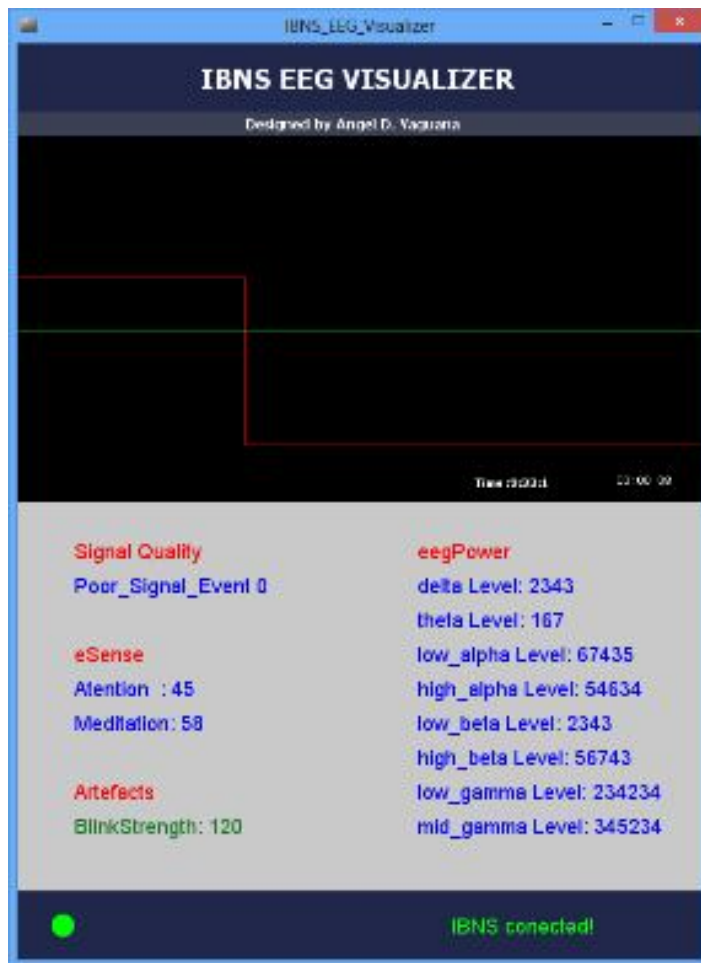 IBNS_EEG_Visualizer
IBNS EEG VISUALIZER
Designed by Angel D. Yaguana
Signal Quality
Poor_Signal_Event 0
eSense
Atention : 45
Meditation: 58
Artefacts
BlinkStrength: 120
eegPower
delta Level: 2343
theta Level: 167
low_alpha Level: 67435
high_alpha Level: 54634
low_beta Level: 2343
high_beta Level: 56743
low_gamma Level: 234234
mid_gamma Level: 345234
IBNS conected!